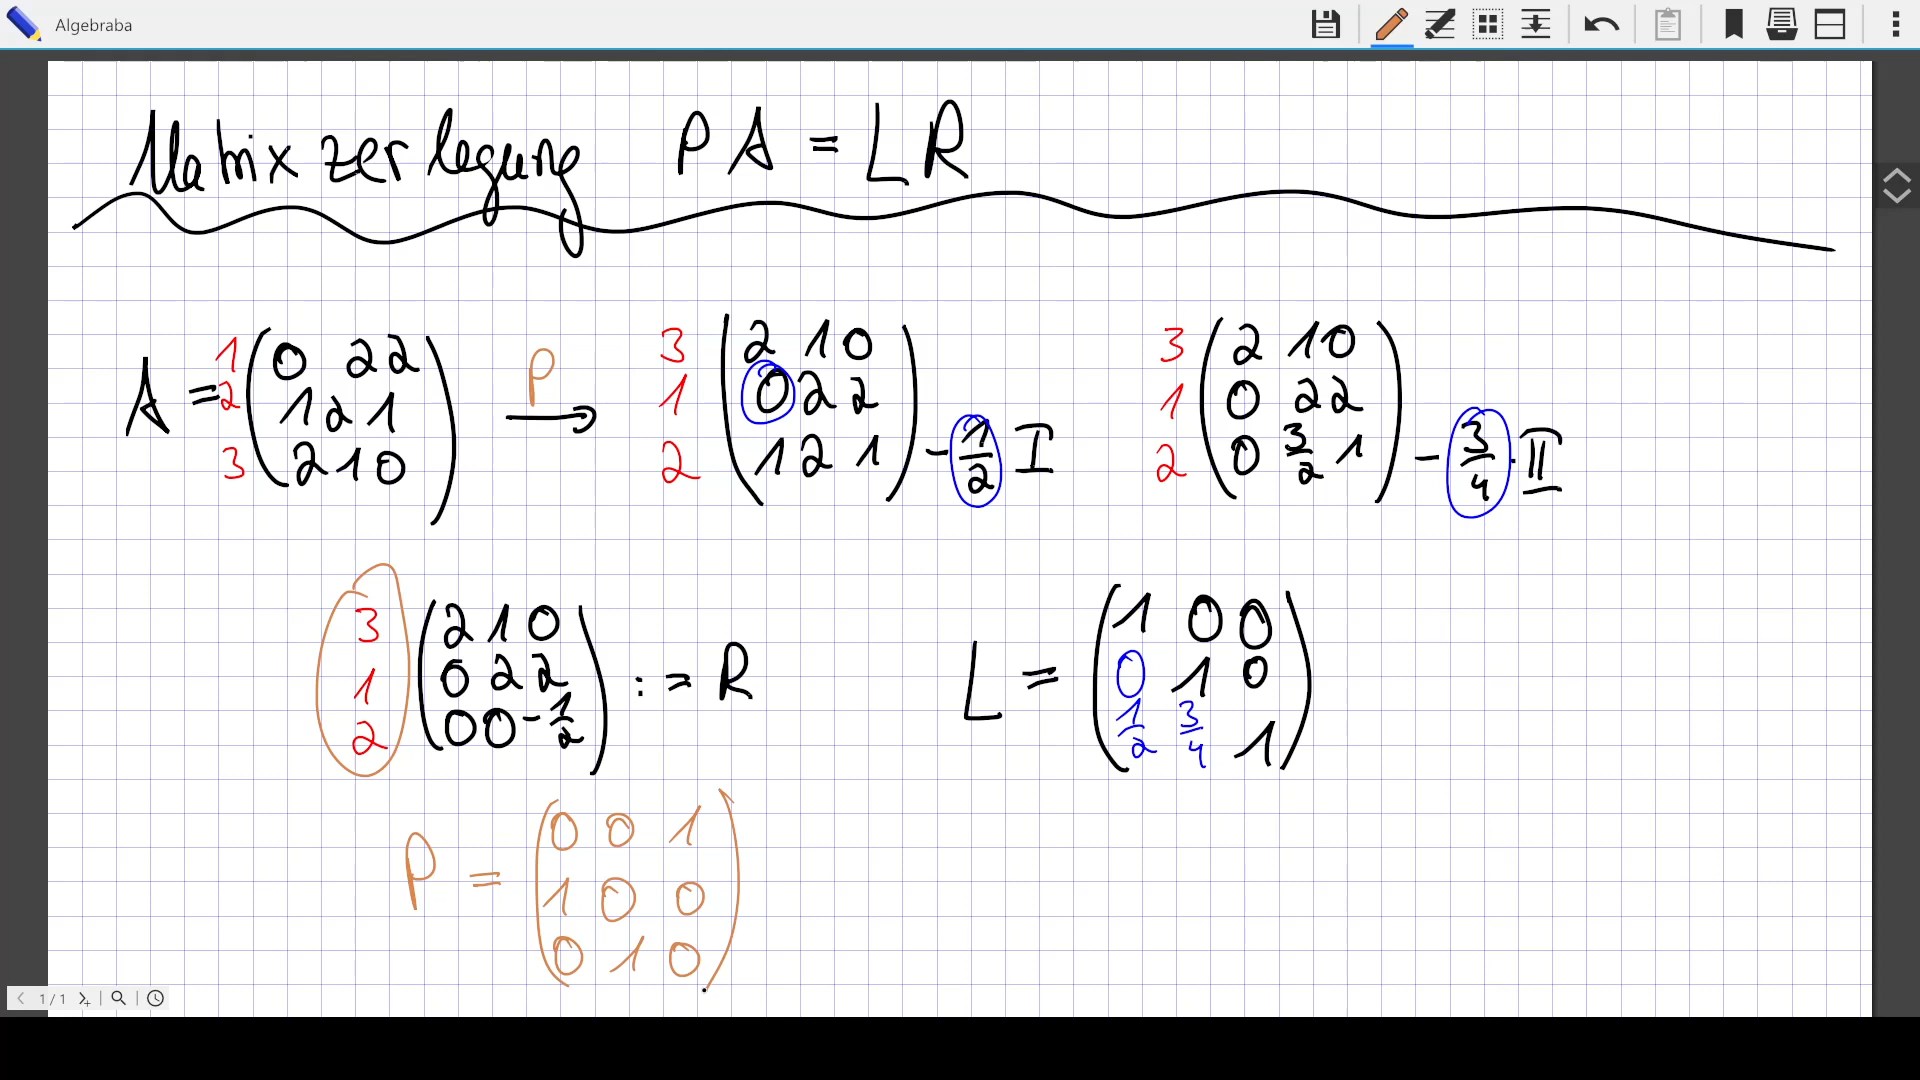 Algebraba
Matrixzerlegung PA = LR
A = 1 2 3 ( 0 2 2 ; 1 2 1 ; 2 1 0 ) P → 3 1 2 ( 2 1 0 ; 0 2 2 ; 1 2 1 ) - 1/2 I 3 1 2 ( 2 1 0 ; 0 2 2 ; 0 3/2 1 ) - 3/4 · II
3 1 2 ( 2 1 0 ; 0 2 2 ; 0 0 -1/2 ) := R L = ( 1 0 0 ; 0 1 0 ; 1/2 3/4 1 )
P = ( 0 0 1 ; 1 0 0 ; 0 1 0 )
1 / 1